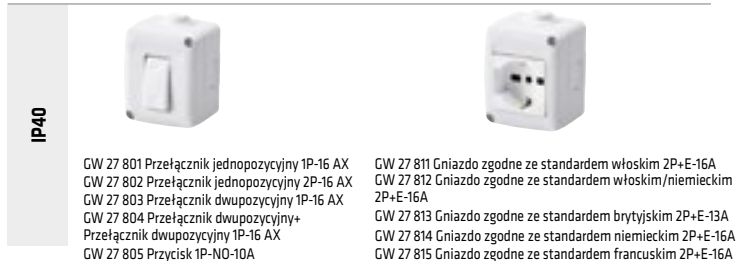 IP40
GW 27 801 Przełącznik jednopozycyjny 1P-16 AX
GW 27 802 Przełącznik jednopozycyjny 2P-16 AX
GW 27 803 Przełącznik dwupozycyjny 1P-16 AX
GW 27 804 Przełącznik dwupozycyjny+
Przełącznik dwupozycyjny 1P-16 AX
GW 27 805 Przycisk 1P-NO-10A
GW 27 811 Gniazdo zgodne ze standardem włoskim 2P+E-16A
GW 27 812 Gniazdo zgodne ze standardem włoskim/niemieckim
2P+E-16A
GW 27 813 Gniazdo zgodne ze standardem brytyjskim 2P+E-13A
GW 27 814 Gniazdo zgodne ze standardem niemieckim 2P+E-16A
GW 27 815 Gniazdo zgodne ze standardem francuskim 2P+E-16A